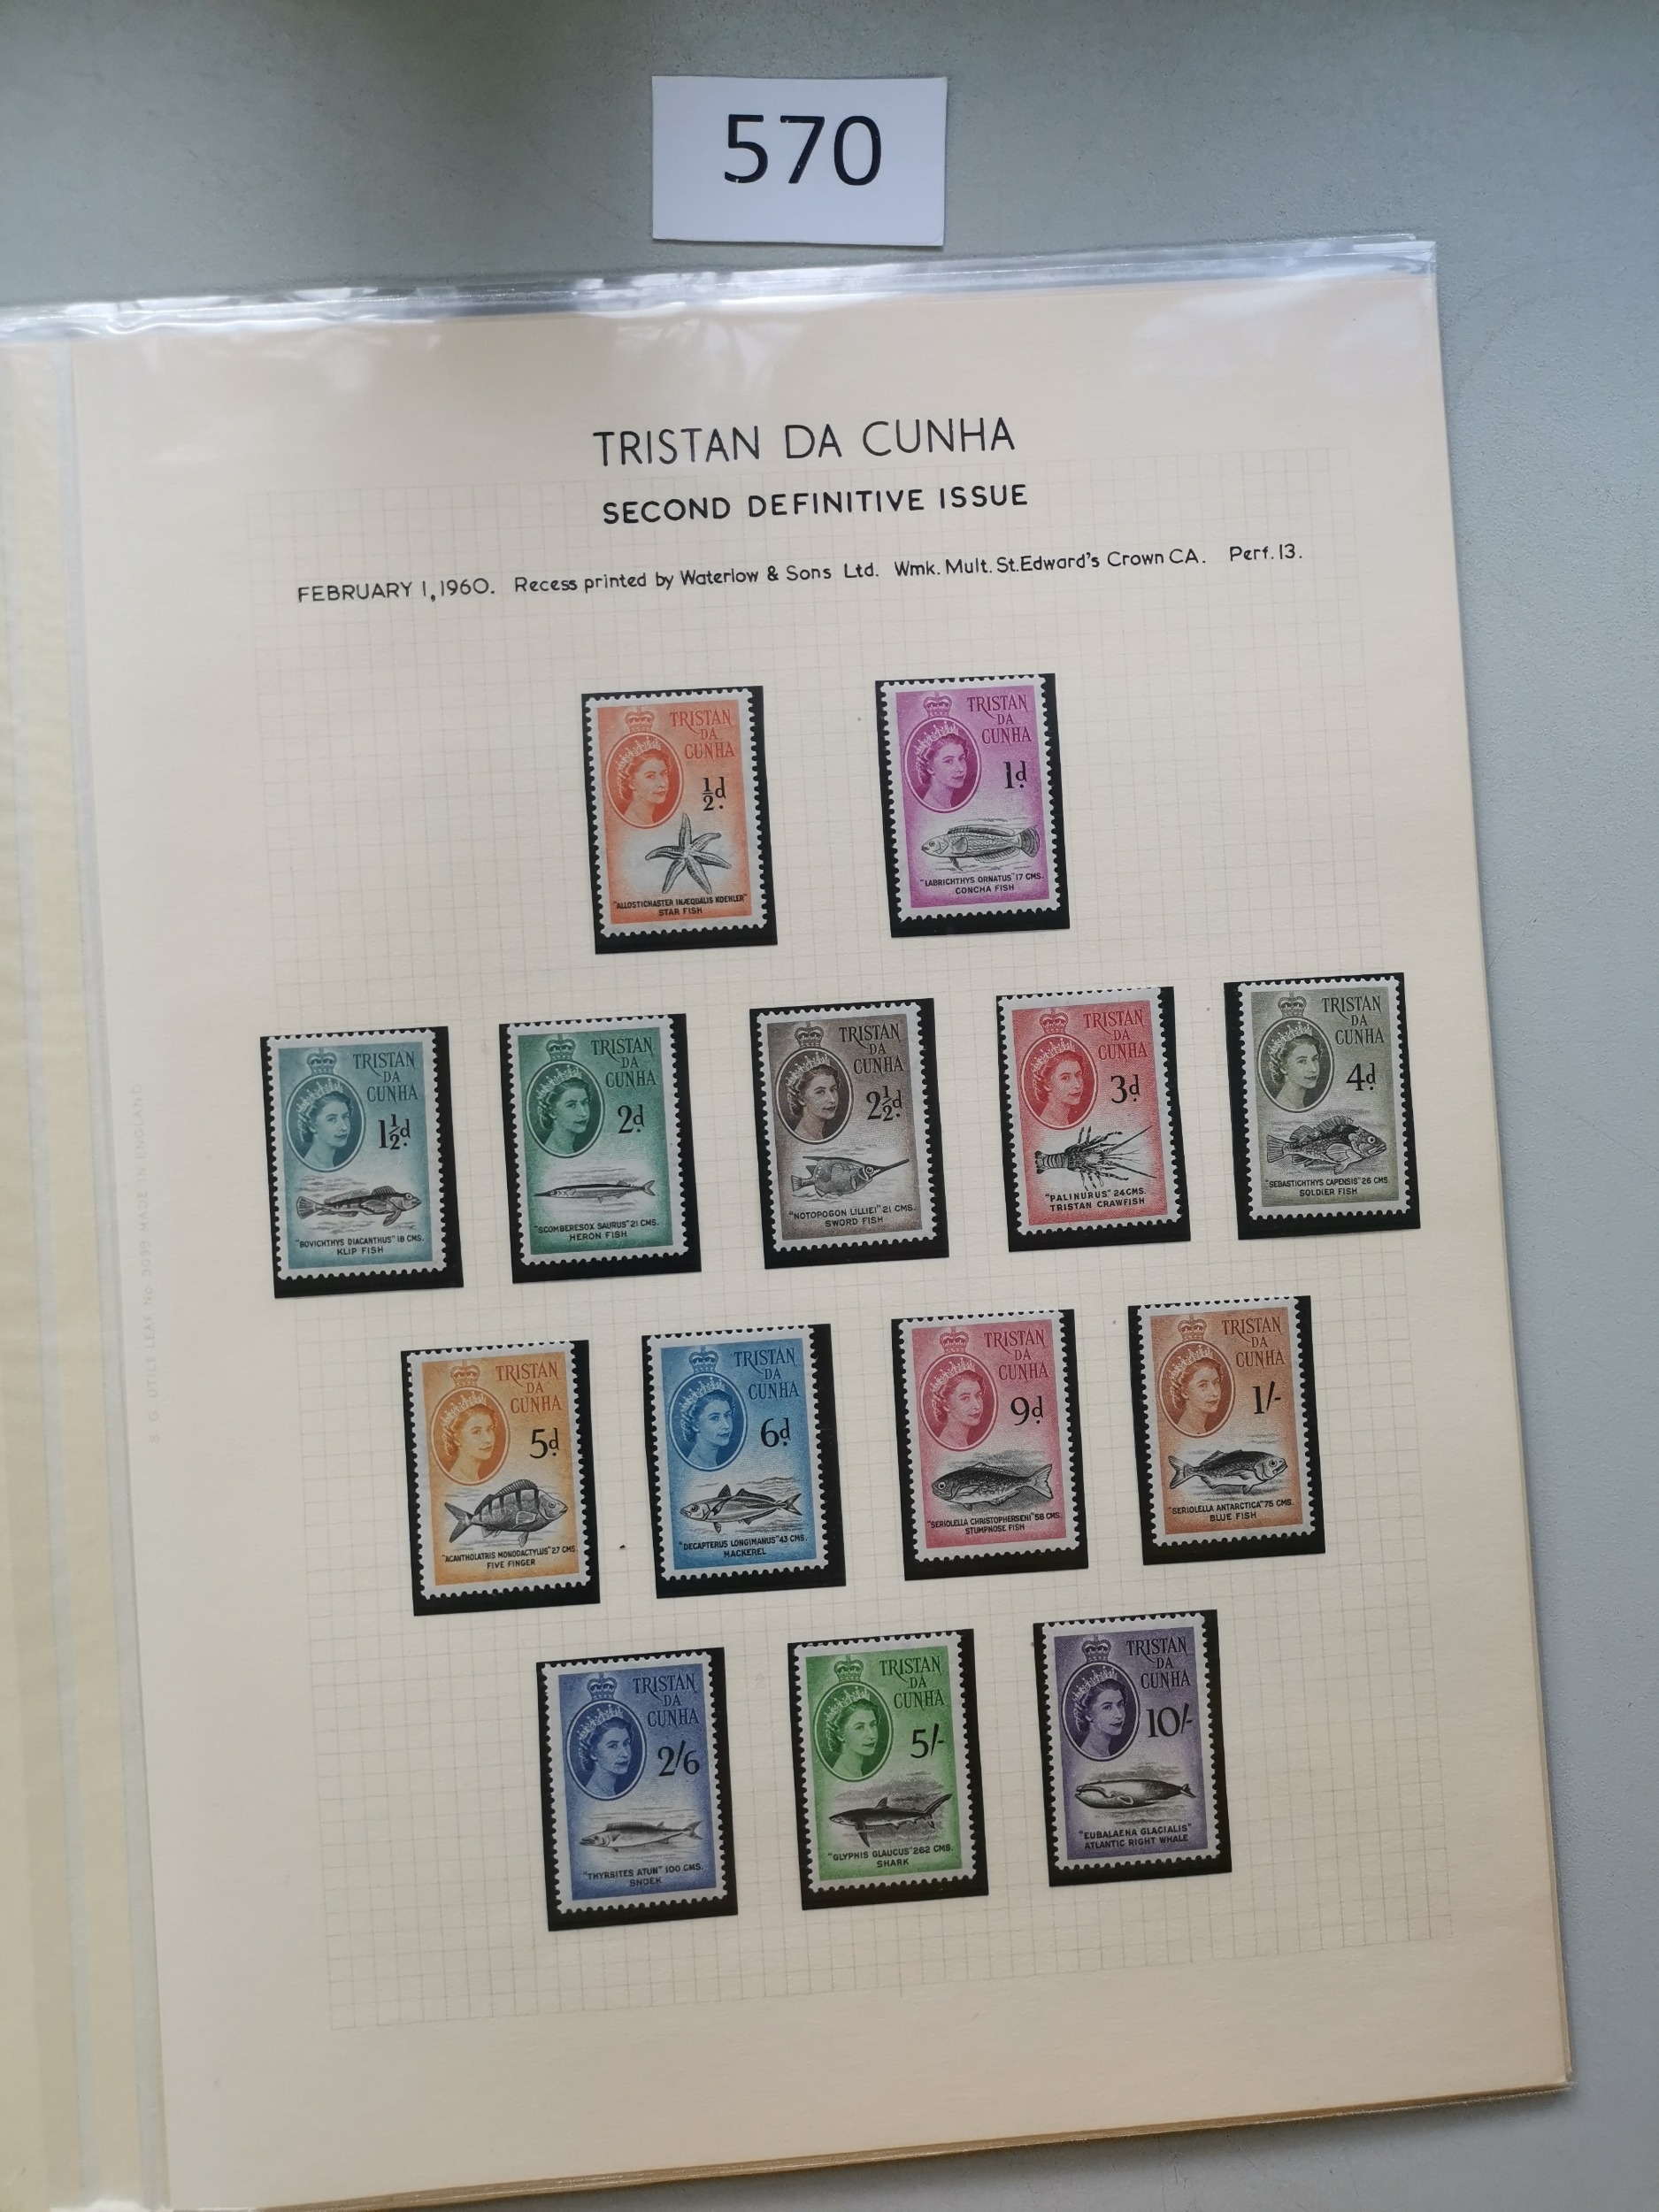 570
TRISTAN DA CUNHA
SECOND DEFINITIVE ISSUE
FEBRUARY 1, 1960. Recess printed by Waterlow & Sons Ltd. Wmk. Mult. St. Edward's Crown CA. Perf. 13.
TRISTAN
DA
CUNHA
½d.
"ALLOSTICHASTER INÆQUALIS KOEHLER"
STAR FISH
TRISTAN
DA
CUNHA
1d.
"LABRICHTHYS ORNATUS" 17 CMS.
CONCHA FISH
TRISTAN
DA
CUNHA
1½d.
"BOVICHTHYS DIACANTHUS" 18 CMS.
KLIP FISH
TRISTAN
DA
CUNHA
2d.
"SCOMBERESOX SAURUS" 21 CMS.
HERON FISH
TRISTAN
DA
CUNHA
2½d.
"NOTOPOGON LILLIEI" 21 CMS.
SWORD FISH
TRISTAN
DA
CUNHA
3d.
"PALINURUS" 24 CMS.
TRISTAN CRAWFISH
TRISTAN
DA
CUNHA
4d.
"SEBASTICHTHYS CAPENSIS" 26 CMS.
SOLDIER FISH
TRISTAN
DA
CUNHA
5d.
"ACANTHOLATRIS MONODACTYLUS" 27 CMS.
FIVE FINGER
TRISTAN
DA
CUNHA
6d.
"DECAPTERUS LONGIMANUS" 43 CMS.
MACKEREL
TRISTAN
DA
CUNHA
9d.
"SERIOLELLA CHRISTOPHERSENI" 58 CMS.
STUMPNOSE FISH
TRISTAN
DA
CUNHA
1/-
"SERIOLELLA ANTARCTICA" 75 CMS.
BLUE FISH
TRISTAN
DA
CUNHA
2/6
"THYRSITES ATUN" 100 CMS.
SNOEK
TRISTAN
DA
CUNHA
5/-
"GLYPHIS GLAUCUS" 262 CMS.
SHARK
TRISTAN
DA
CUNHA
10/-
"EUBALAENA GLACIALIS"
ATLANTIC RIGHT WHALE
S. G. UTILE LEAF No. 3039 MADE IN ENGLAND